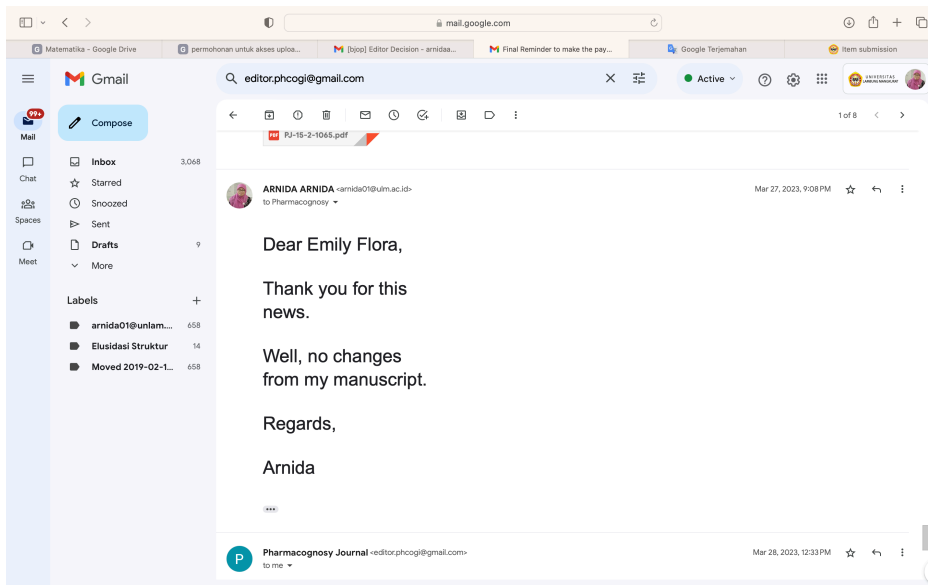 mail.google.com
Matematika – Google Drive
permohonan untuk akses uploa...
[bjop] Editor Decision - arnidaa...
Final Reminder to make the pay...
Google Terjemahan
Item submission
Gmail
editor.phcogi@gmail.com
Active
UNIVERSITAS
LAMBUNG MANGKURAT
99+
Mail
Chat
Spaces
Meet
Compose
Inbox 3,068
Starred
Snoozed
Sent
Drafts 9
More
Labels
arnida01@unlam.... 658
Elusidasi Struktur 14
Moved 2019-02-1... 658
1 of 8
PDF PJ-15-2-1065.pdf
ARNIDA ARNIDA <arnida01@ulm.ac.id> Mar 27, 2023, 9:08 PM
to Pharmacognosy
Dear Emily Flora,
Thank you for this
news.
Well, no changes
from my manuscript.
Regards,
Arnida
P
Pharmacognosy Journal <editor.phcogi@gmail.com> Mar 28, 2023, 12:33 PM
to me